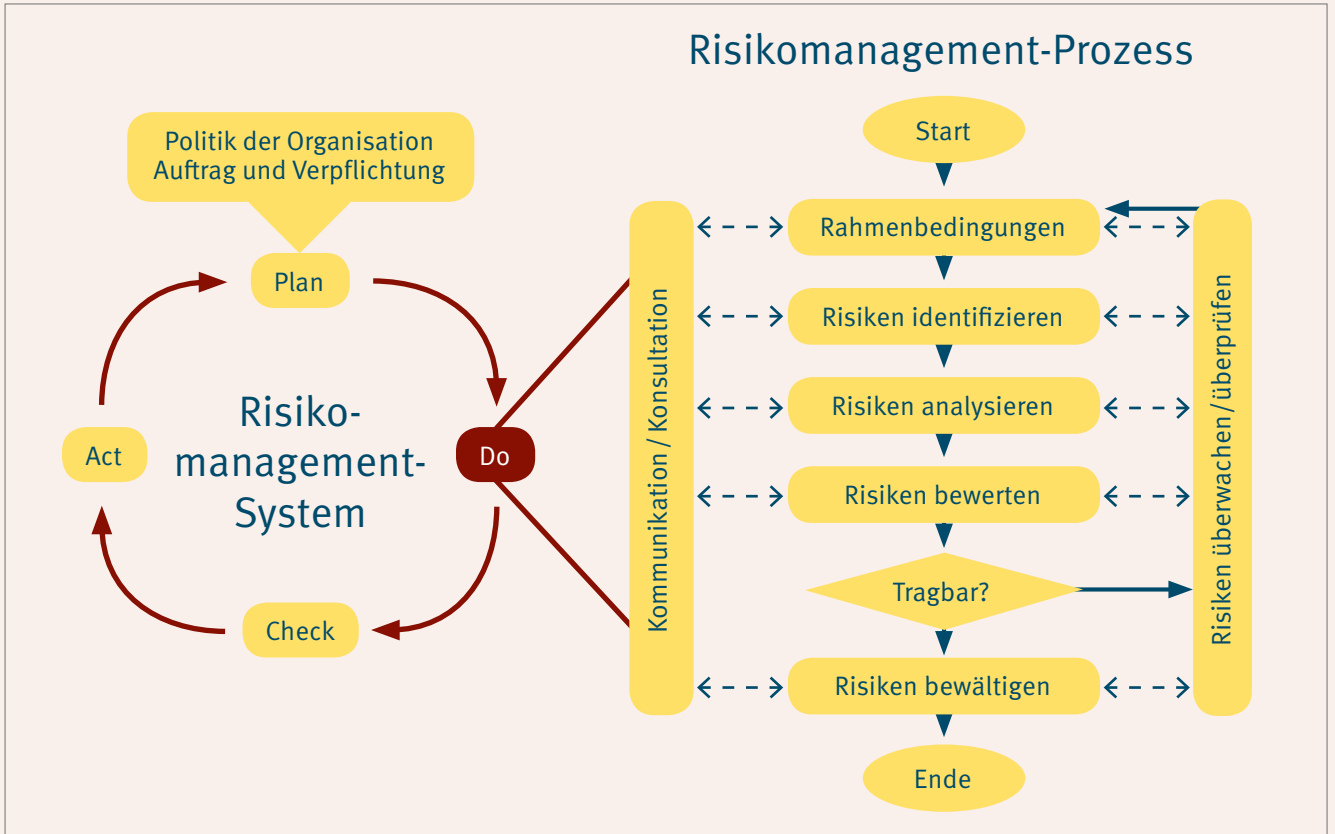 Risikomanagement-Prozess
Politik der Organisation
Auftrag und Verpflichtung
Plan
Do
Check
Act
Risiko-
management-
System
Start
Kommunikation / Konsultation
Rahmenbedingungen
Risiken identifizieren
Risiken analysieren
Risiken bewerten
Tragbar?
Risiken bewältigen
Ende
Risiken überwachen / überprüfen